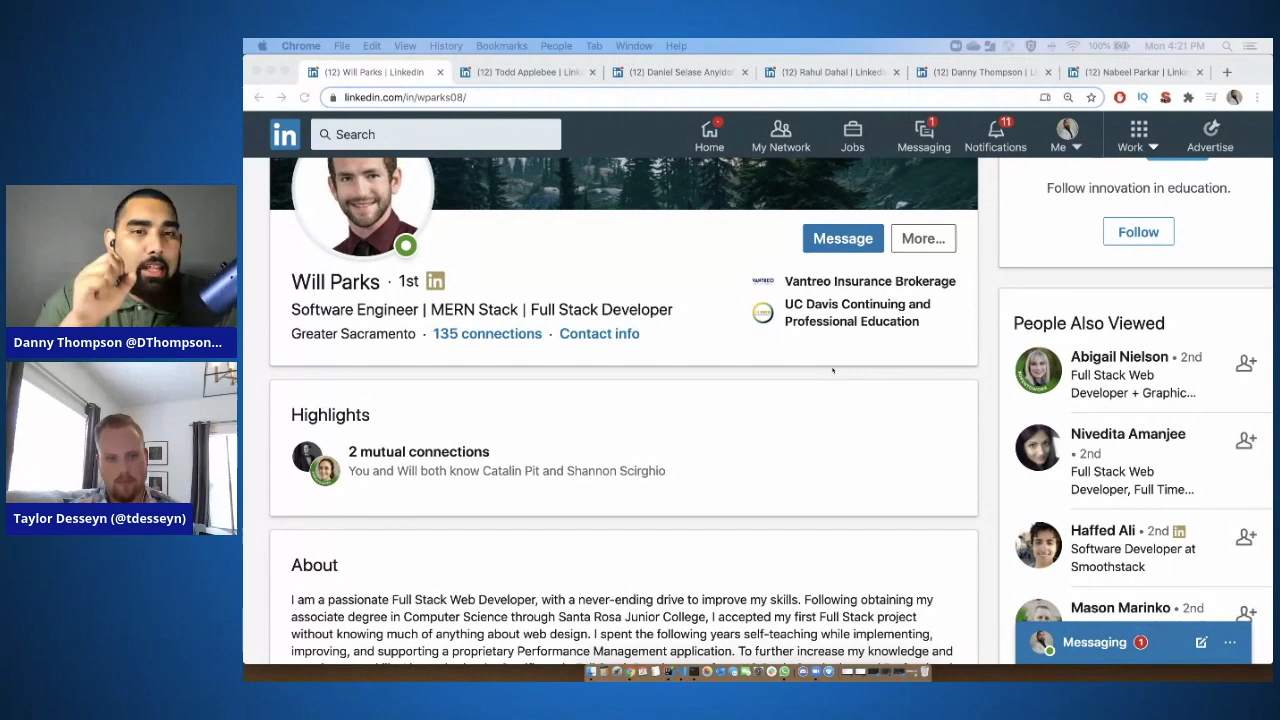 Chrome File Edit View History Bookmarks People Tab Window Help 100% Mon 4:21 PM
(12) Will Parks | LinkedIn
(12) Todd Applebee | Link
(12) Daniel Selase Anyido
(12) Rahul Dahal | LinkedIn
(12) Danny Thompson | L
(12) Nabeel Parkar | Linke
linkedin.com/in/wparks08/
in Search
Home
My Network
Jobs
1
Messaging
11
Notifications
Me
Work
Advertise
Follow innovation in education.
Follow
Message
More...
Will Parks · 1st in
Software Engineer | MERN Stack | Full Stack Developer
Greater Sacramento · 135 connections · Contact info
VANTREO Vantreo Insurance Brokerage
UC Davis Continuing and
Professional Education
Highlights
2 mutual connections
You and Will both know Catalin Pit and Shannon Scirghio
About
I am a passionate Full Stack Web Developer, with a never-ending drive to improve my skills. Following obtaining my
associate degree in Computer Science through Santa Rosa Junior College, I accepted my first Full Stack project
without knowing much of anything about web design. I spent the following years self-teaching while implementing,
improving, and supporting a proprietary Performance Management application. To further increase my knowledge and
People Also Viewed
Abigail Nielson • 2nd
Full Stack Web
Developer + Graphic...
Nivedita Amanjee
• 2nd
Full Stack Web
Developer, Full Time...
Haffed Ali • 2nd in
Software Developer at
Smoothstack
Mason Marinko • 2nd
Messaging 1
Danny Thompson @DThompson...
Taylor Desseyn (@tdesseyn)